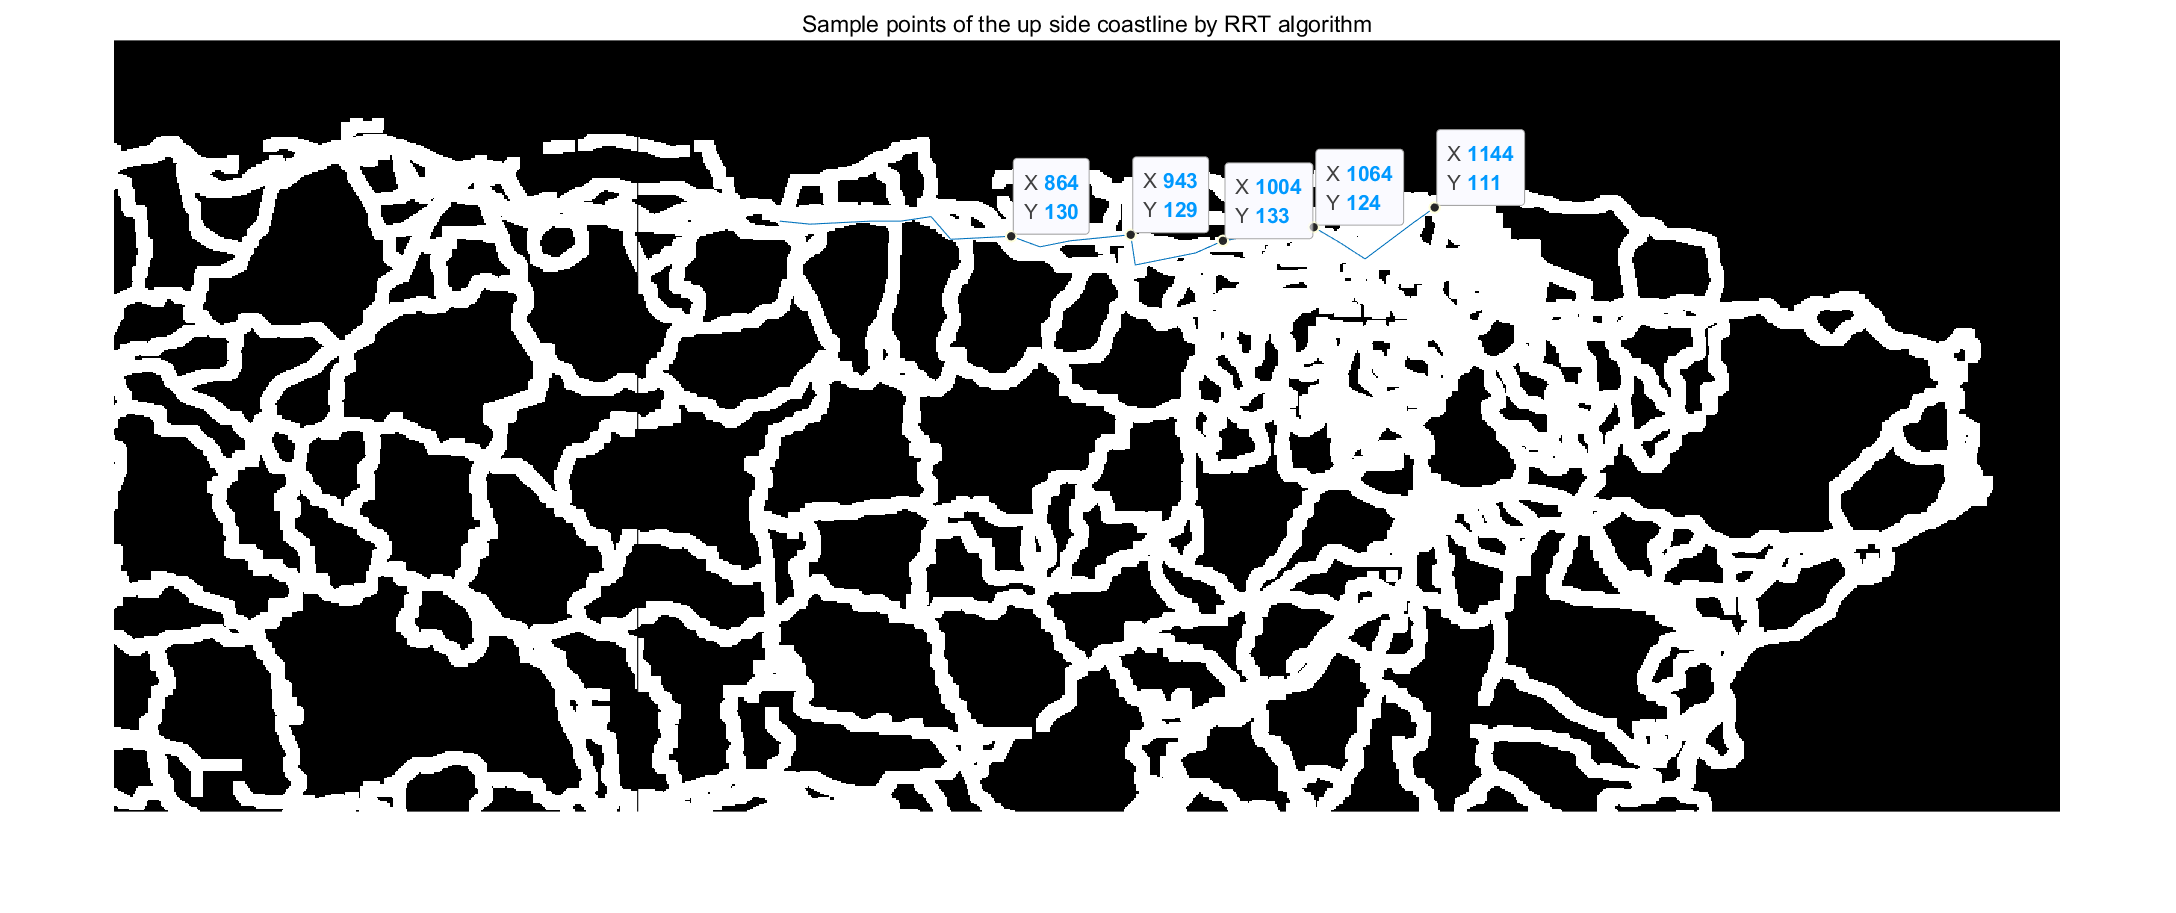 Sample points of the up side coastline by RRT algorithm
X 864
Y 130
X 943
Y 129
X 1004
Y 133
X 1064
Y 124
X 1144
Y 111